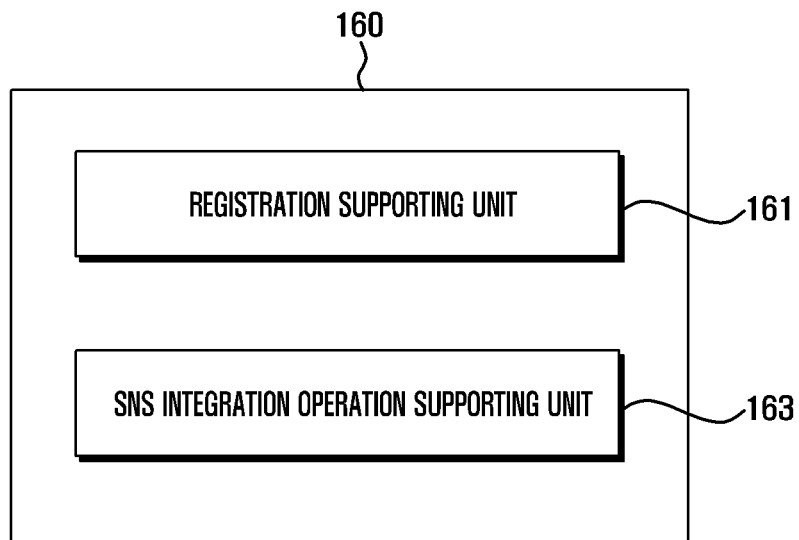 160
REGISTRATION SUPPORTING UNIT
161
SNS INTEGRATION OPERATION SUPPORTING UNIT
163